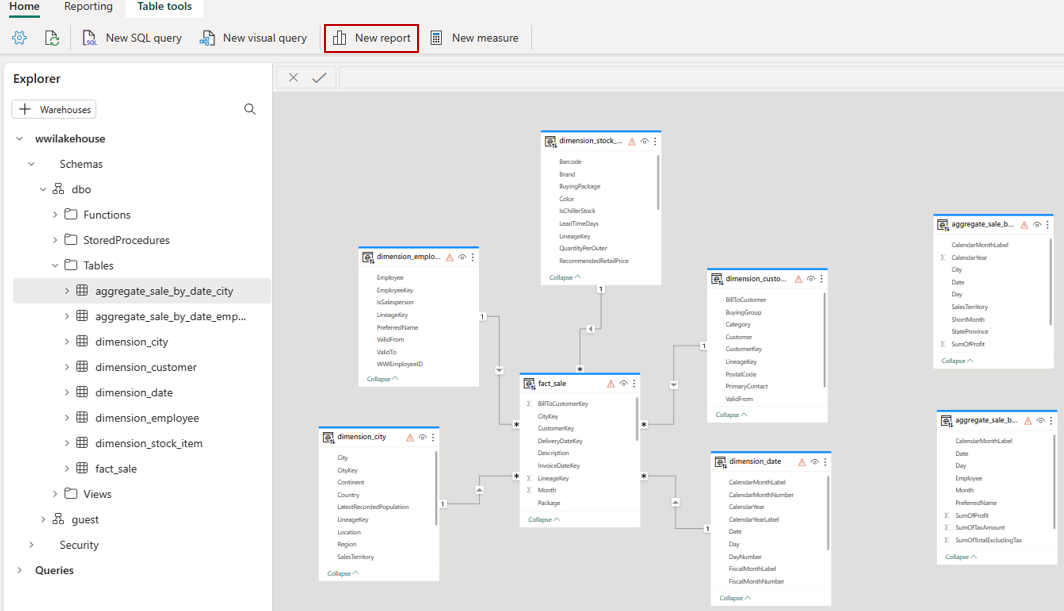 Home Reporting Table tools
New SQL query New visual query New report New measure
Explorer
Warehouses
wwilakehouse
Schemas
dbo
Functions
StoredProcedures
Tables
aggregate_sale_by_date_city
aggregate_sale_by_date_emp...
dimension_city
dimension_customer
dimension_date
dimension_employee
dimension_stock_item
fact_sale
Views
guest
Security
Queries
dimension_stock_...
Barcode
Brand
BuyingPackage
Color
IsChillerStock
LeadTimeDays
LineageKey
QuantityPerOuter
RecommendedRetailPrice
Collapse
1
*
dimension_emplo...
Employee
EmployeeKey
IsSalesperson
LineageKey
PreferredName
ValidFrom
ValidTo
WWIEmployeeID
Collapse
1
*
dimension_custo...
BillToCustomer
BuyingGroup
Category
Customer
CustomerKey
LineageKey
PostalCode
PrimaryContact
ValidFrom
Collapse
1
*
fact_sale
BillToCustomerKey
CityKey
CustomerKey
DeliveryDateKey
Description
InvoiceDateKey
LineageKey
Month
Package
Collapse
dimension_city
City
CityKey
Continent
Country
LatestRecordedPopulation
LineageKey
Location
Region
SalesTerritory
Collapse
1
*
dimension_date
CalendarMonthLabel
CalendarMonthNumber
CalendarYear
CalendarYearLabel
Date
Day
DayNumber
FiscalMonthLabel
FiscalMonthNumber
Collapse
1
*
aggregate_sale_b...
CalendarMonthLabel
CalendarYear
City
Date
Day
SalesTerritory
ShortMonth
StateProvince
SumOfProfit
Collapse
aggregate_sale_b...
CalendarMonthLabel
Date
Day
Employee
Month
PreferredName
SumOfProfit
SumOfTaxAmount
SumOfTotalExcludingTax
Collapse